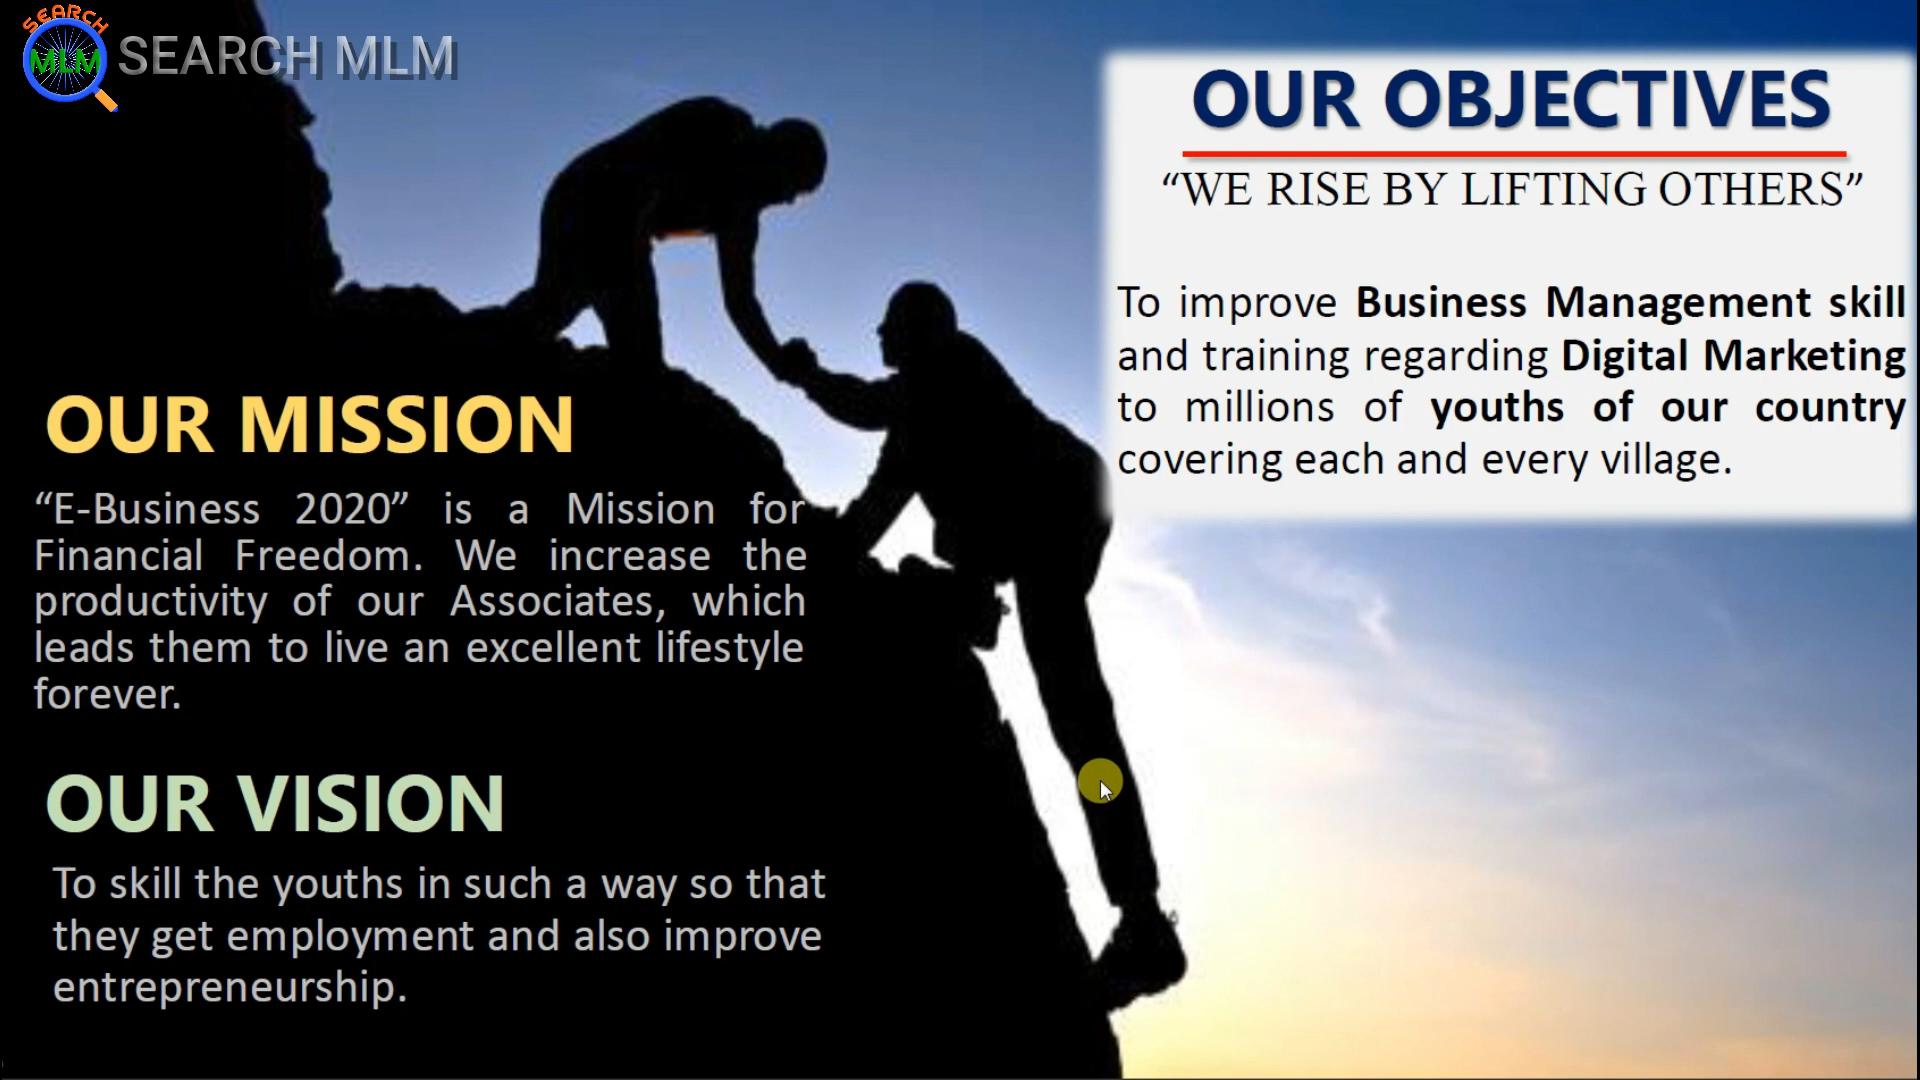 SEARCH
MLM
SEARCH MLM
OUR OBJECTIVES
“WE RISE BY LIFTING OTHERS”
To improve Business Management skill
and training regarding Digital Marketing
to millions of youths of our country
covering each and every village.
OUR MISSION
“E-Business 2020” is a Mission for
Financial Freedom. We increase the
productivity of our Associates, which
leads them to live an excellent lifestyle
forever.
OUR VISION
To skill the youths in such a way so that
they get employment and also improve
entrepreneurship.